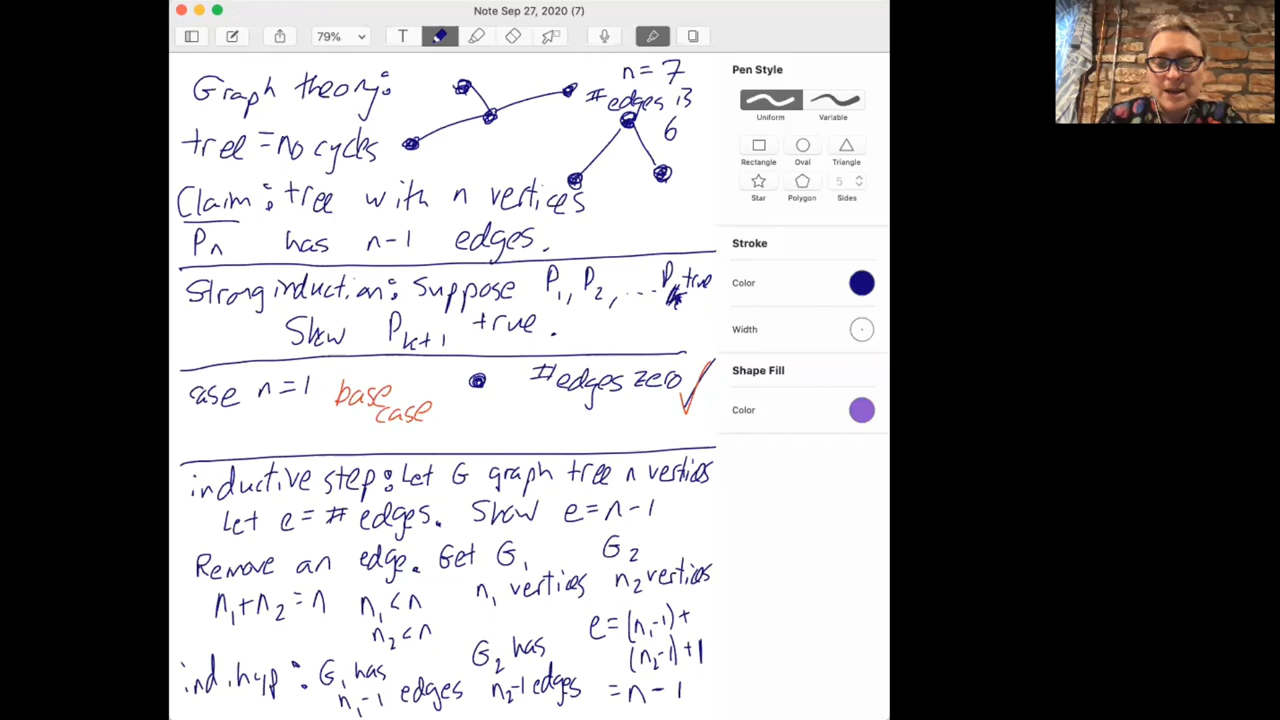 Note Sep 27, 2020 (7)
79%
T
Graph theory:
n = 7
# edges is
6
tree = no cycles
Claim: tree with n vertices
Pn has n-1 edges.
Strong induction: Suppose P1, P2, ... Pk true
Show Pk+1 true.
case n = 1 base case
# edges zero ✓
inductive step: Let G graph tree n verties
Let e = # edges. Show e = n - 1
Remove an edge. Get G1 G2
n1 + n2 = n n1 < n n1 vertices n2 vertices
n2 < n
e = (n1-1) +
(n2-1) + 1
= n - 1
ind. hyp: G1 has G2 has
n1-1 edges n2-1 edges
Pen Style
Uniform Variable
Rectangle Oval Triangle
5
Star Polygon Sides
Stroke
Color
Width
Shape Fill
Color